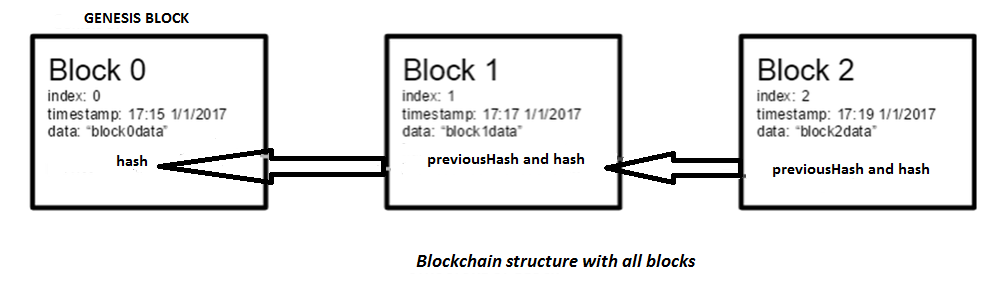 GENESIS BLOCK
Block 0
index: 0
timestamp: 17:15 1/1/2017
data: “block0data”
hash
Block 1
index: 1
timestamp: 17:17 1/1/2017
data: “block1data”
previousHash and hash
Block 2
index: 2
timestamp: 17:19 1/1/2017
data: “block2data”
previousHash and hash
Blockchain structure with all blocks